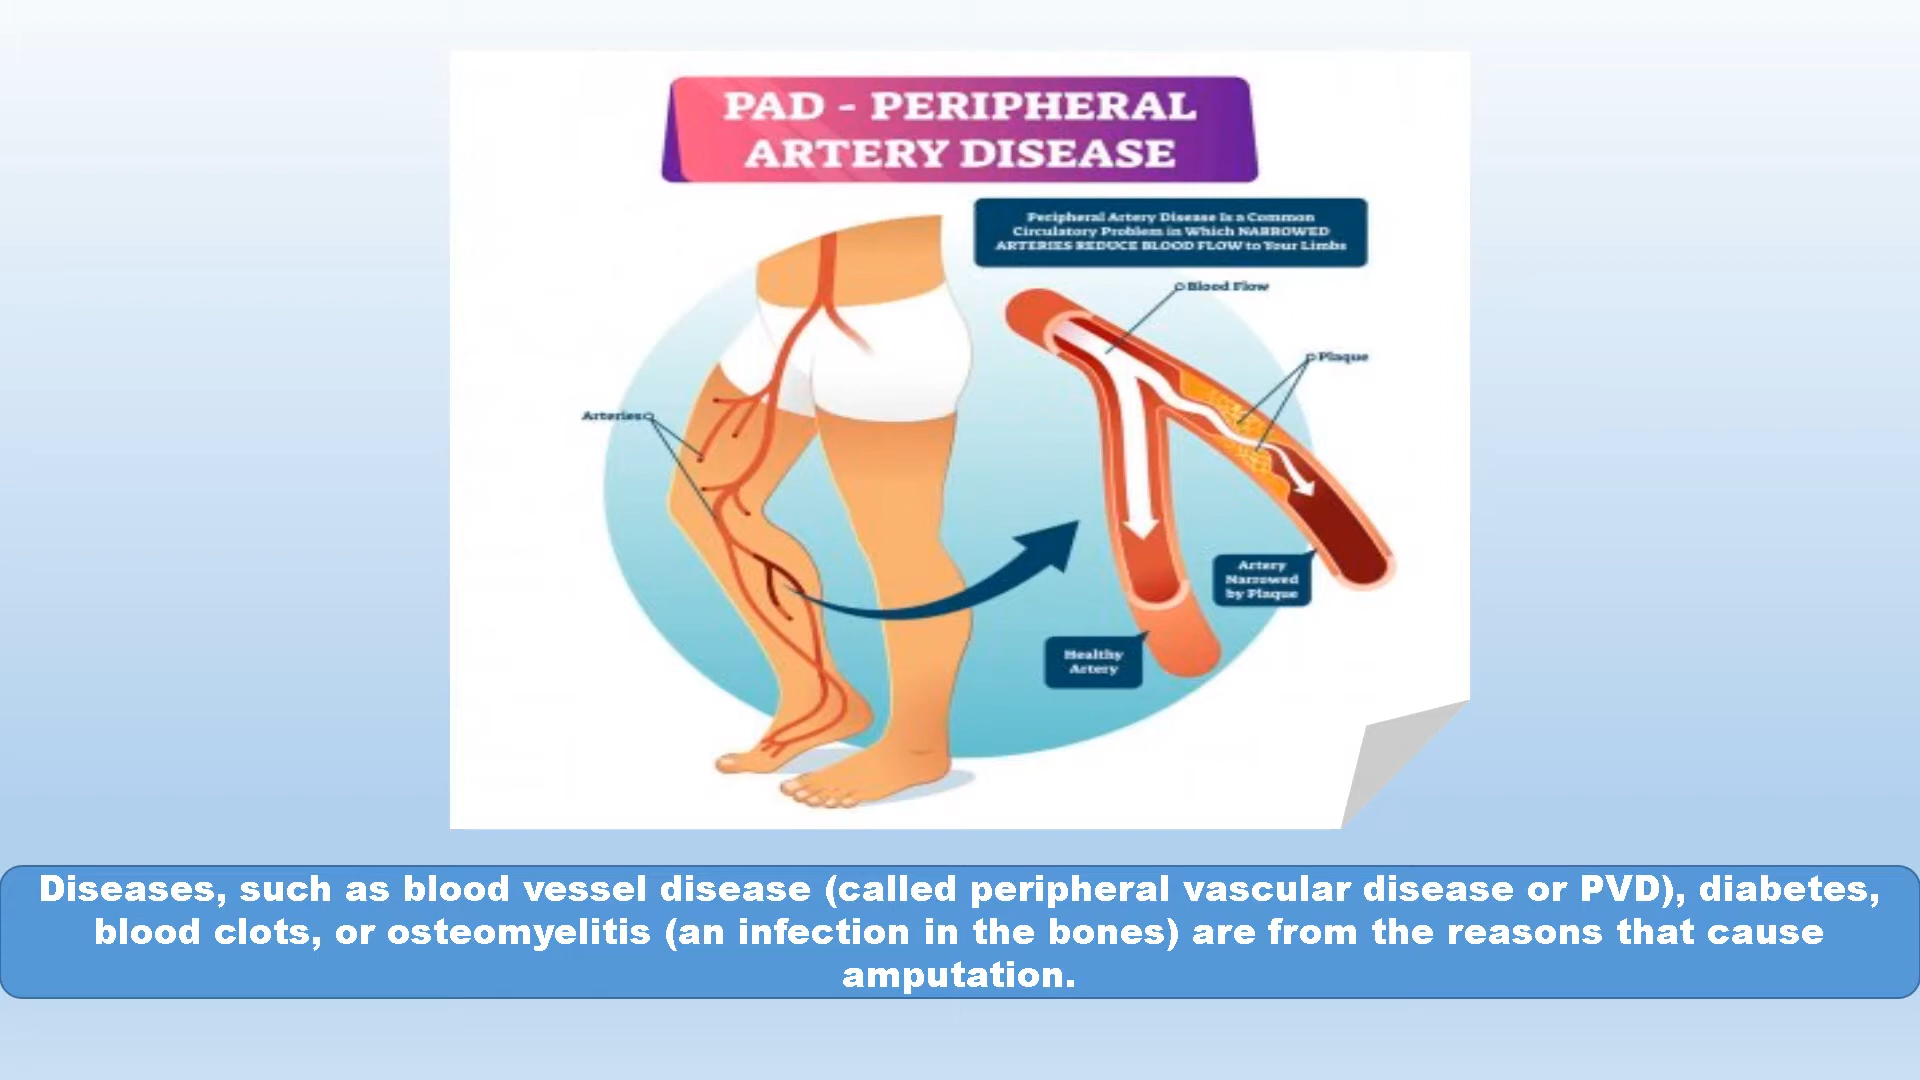 PAD - PERIPHERAL
ARTERY DISEASE
Peripheral Artery Disease Is a Common
Circulatory Problem in Which NARROWED
ARTERIES REDUCE BLOOD FLOW to Your Limbs
Blood Flow
Plaque
Arteries
Artery
Narrowed
by Plaque
Healthy
Artery
Diseases, such as blood vessel disease (called peripheral vascular disease or PVD), diabetes,
blood clots, or osteomyelitis (an infection in the bones) are from the reasons that cause
amputation.